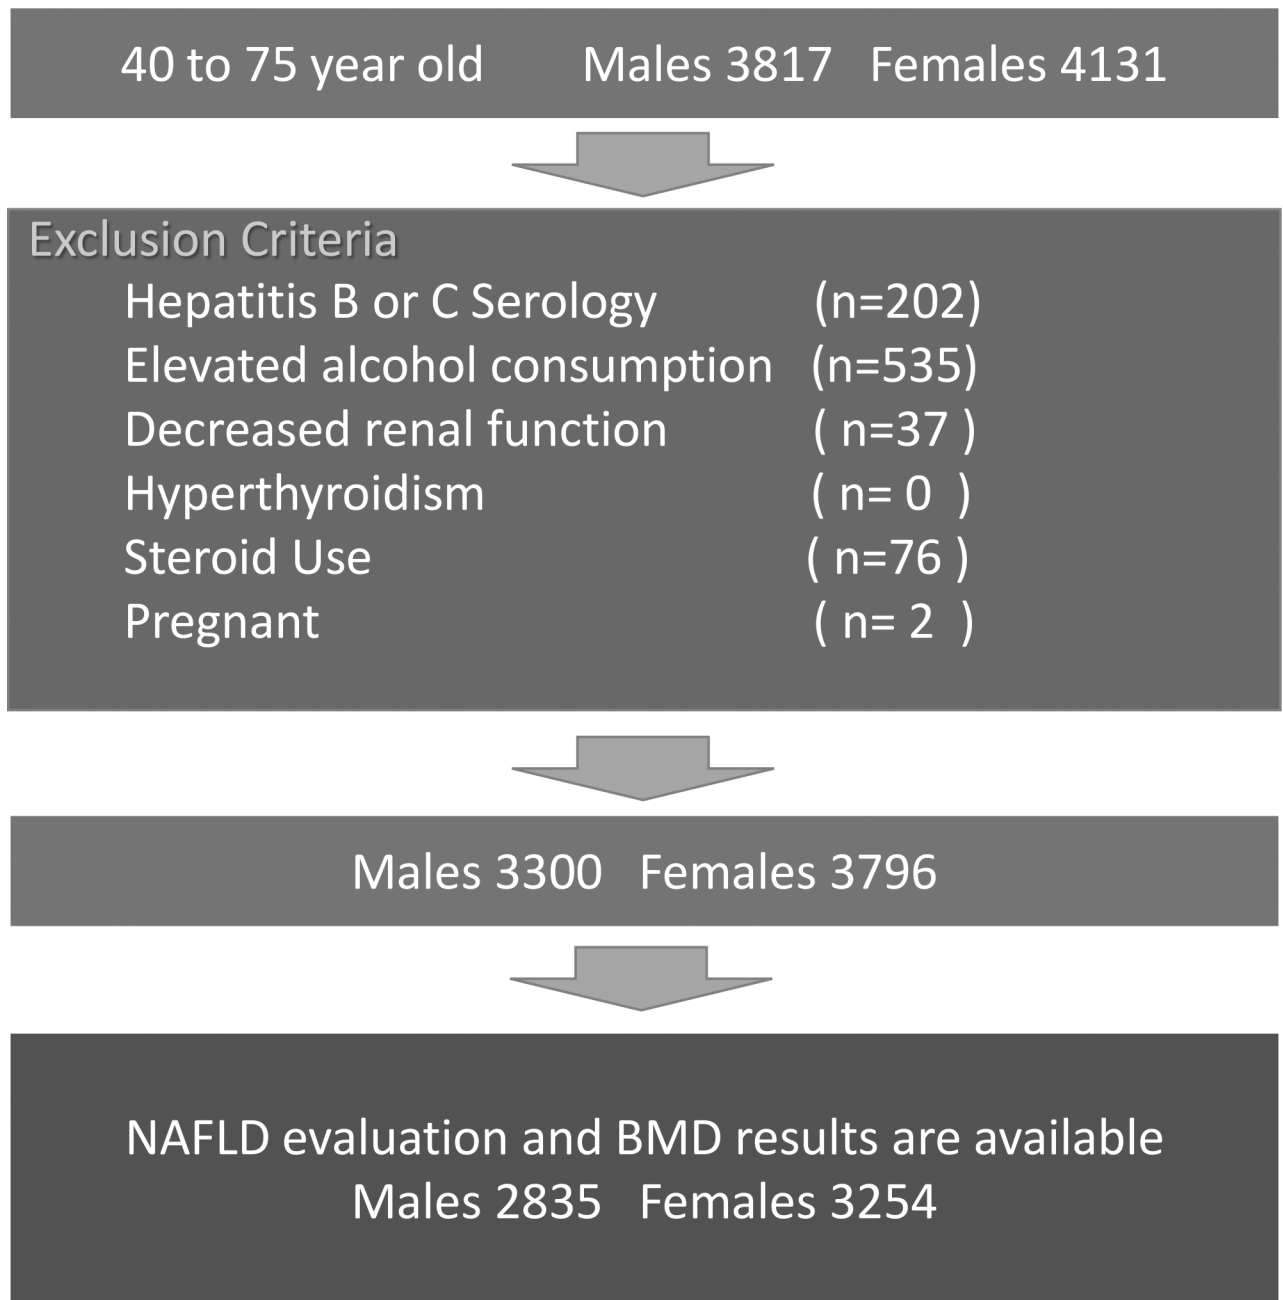 40 to 75 year old Males 3817 Females 4131
Exclusion Criteria
Hepatitis B or C Serology (n=202)
Elevated alcohol consumption (n=535)
Decreased renal function ( n=37 )
Hyperthyroidism ( n= 0 )
Steroid Use ( n=76 )
Pregnant ( n= 2 )
Males 3300 Females 3796
NAFLD evaluation and BMD results are available
Males 2835 Females 3254